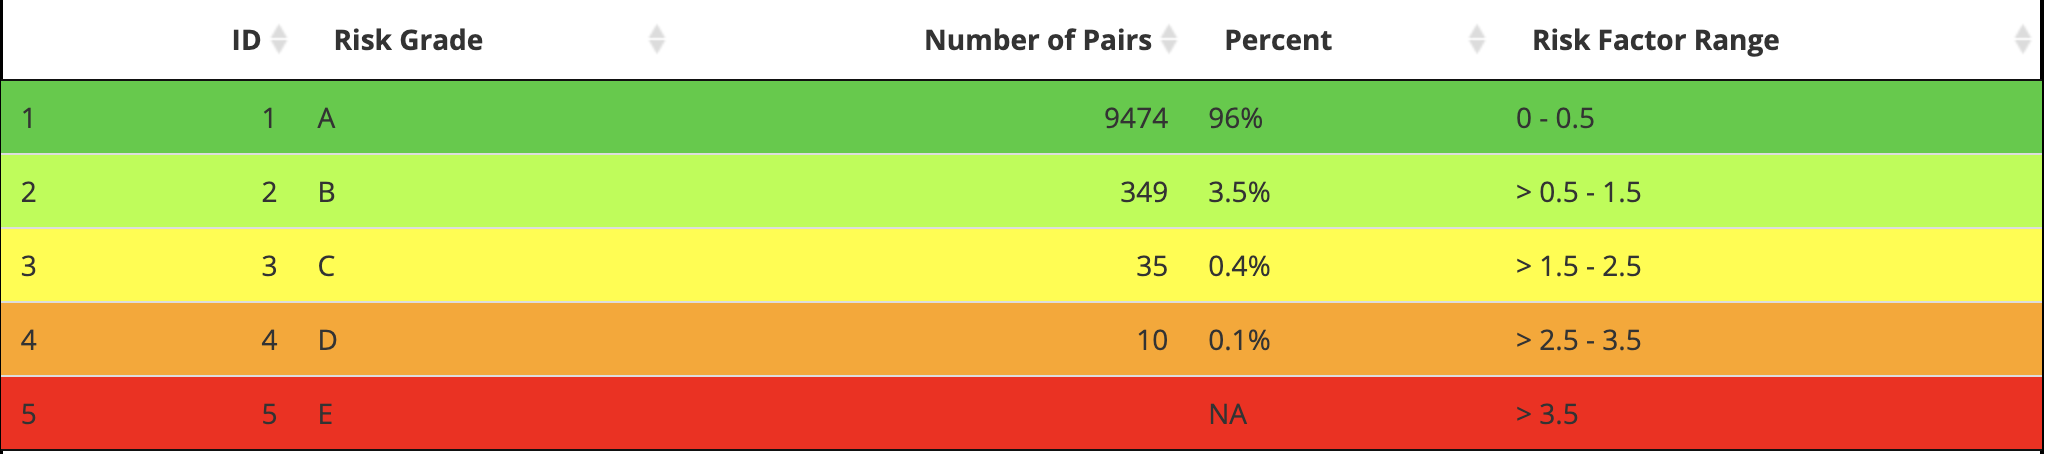 ID Risk Grade Number of Pairs Percent Risk Factor Range
1 1 A 9474 96% 0 - 0.5
2 2 B 349 3.5% > 0.5 - 1.5
3 3 C 35 0.4% > 1.5 - 2.5
4 4 D 10 0.1% > 2.5 - 3.5
5 5 E NA > 3.5